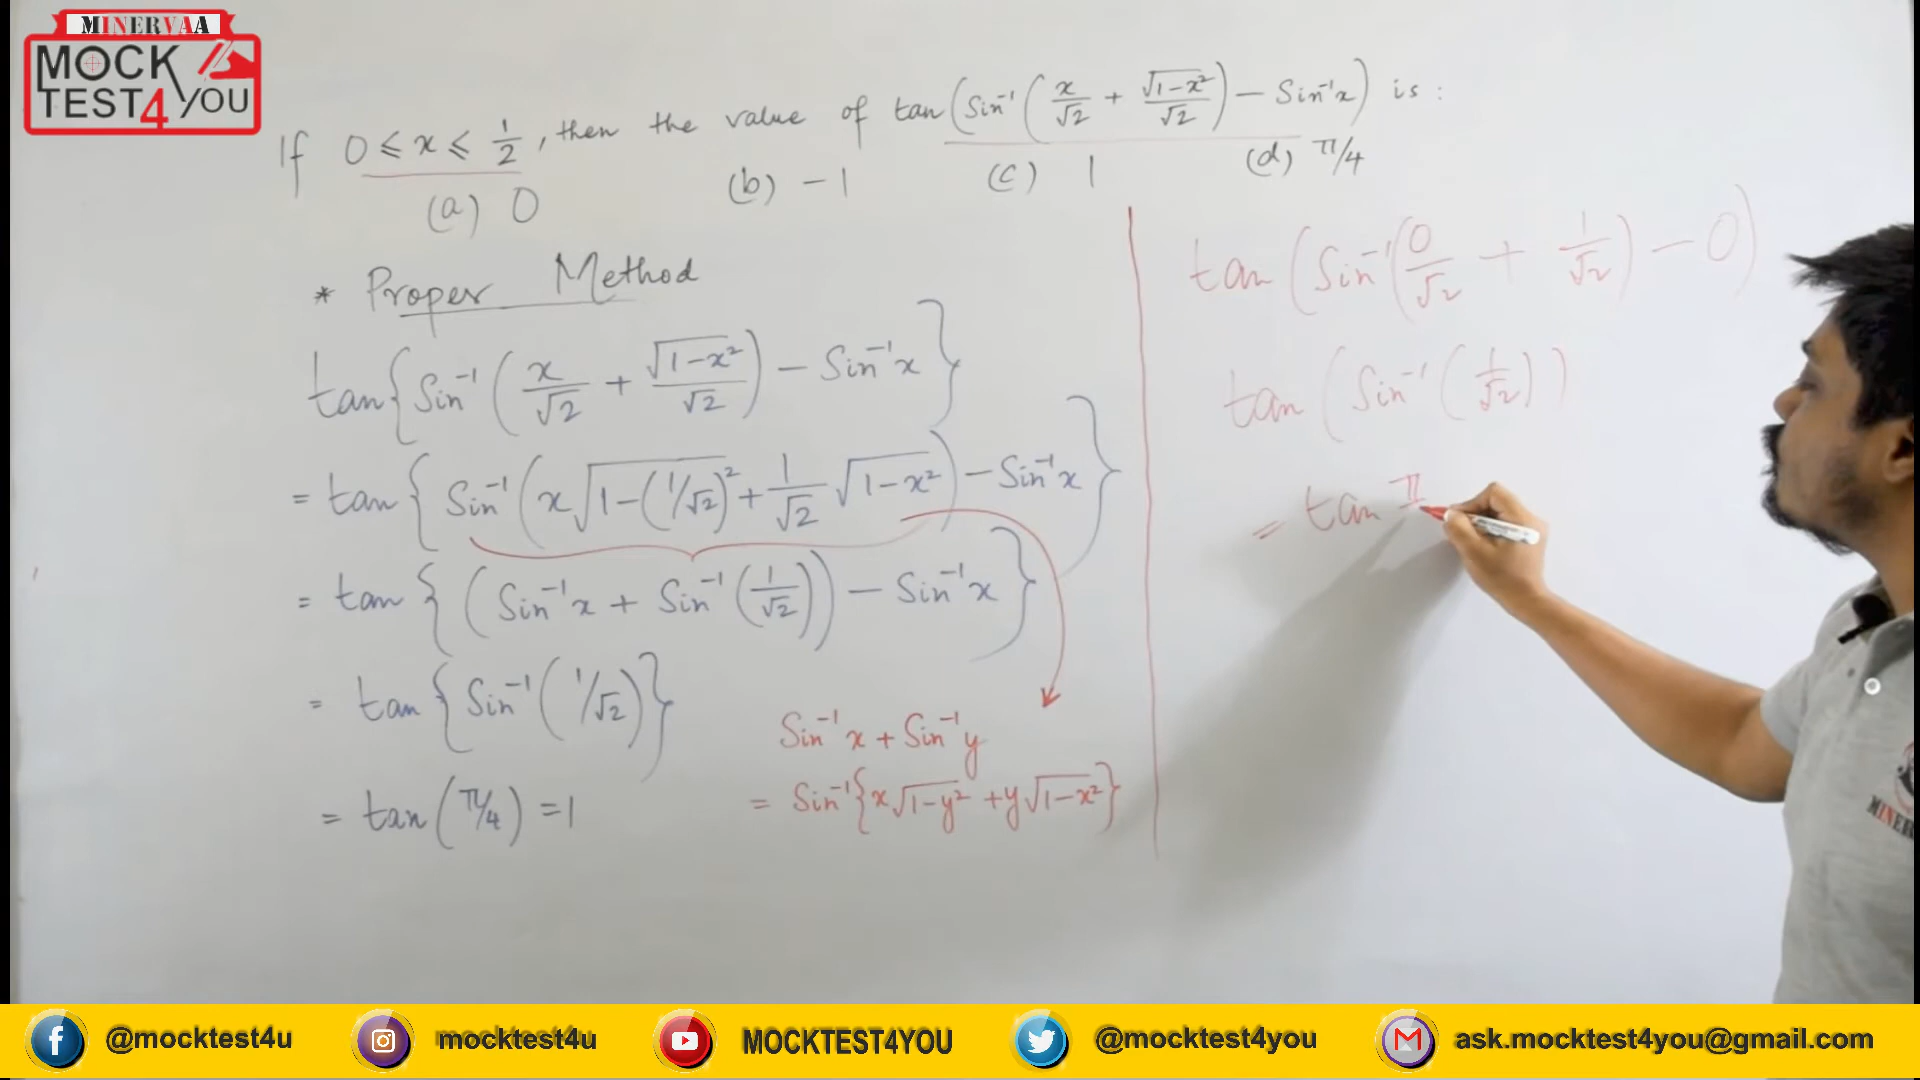 MINERVAA
MOCK
TEST4YOU
If 0 ⩽ x ⩽ 1/2, then the value of tan(Sin⁻¹(x/√2 + √(1-x²)/√2) - Sin⁻¹x) is :
(a) 0 (b) -1 (c) 1 (d) π/4
* Proper Method
tan{Sin⁻¹(x/√2 + √(1-x²)/√2) - Sin⁻¹x}
= tan{Sin⁻¹(x√(1-(1/√2)²) + 1/√2 √(1-x²)) - Sin⁻¹x}
= tan{(Sin⁻¹x + Sin⁻¹(1/√2)) - Sin⁻¹x}
= tan{Sin⁻¹(1/√2)}
= tan(π/4) = 1
Sin⁻¹x + Sin⁻¹y
= Sin⁻¹{x√(1-y²) + y√(1-x²)}
tan(Sin⁻¹(0/√2 + 1/√2) - 0)
tan(Sin⁻¹(1/√2))
= tan π
MINER
@mocktest4u
mocktest4u
MOCKTEST4YOU
@mocktest4you
ask.mocktest4you@gmail.com